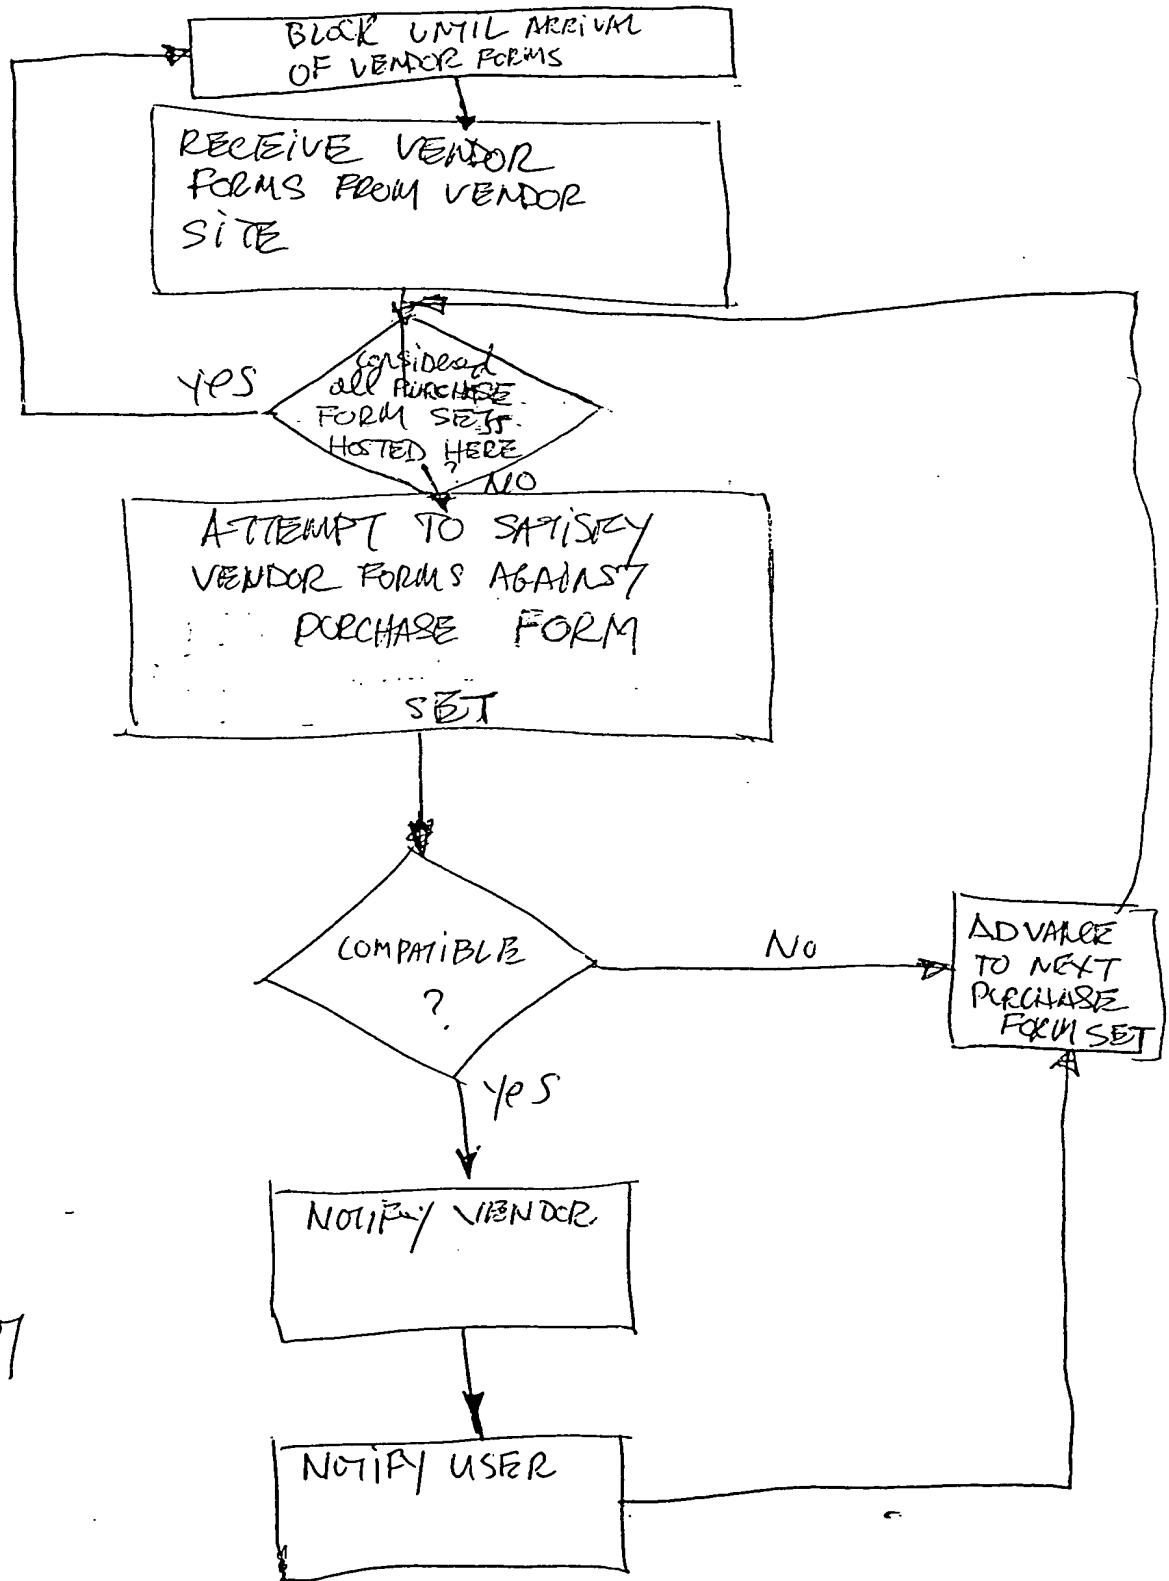 BLOCK UNTIL ARRIVAL
OF VENDOR FORMS
RECEIVE VENDOR
FORMS FROM VENDOR
SITE
considered
all PURCHASE
FORM SETS
HOSTED HERE
?
yes
NO
ATTEMPT TO SATISFY
VENDOR FORMS AGAINST
PURCHASE FORM
SET
COMPATIBLE
?
No
ADVANCE
TO NEXT
PURCHASE
FORM SET
yes
NOTIFY VENDOR
NOTIFY USER